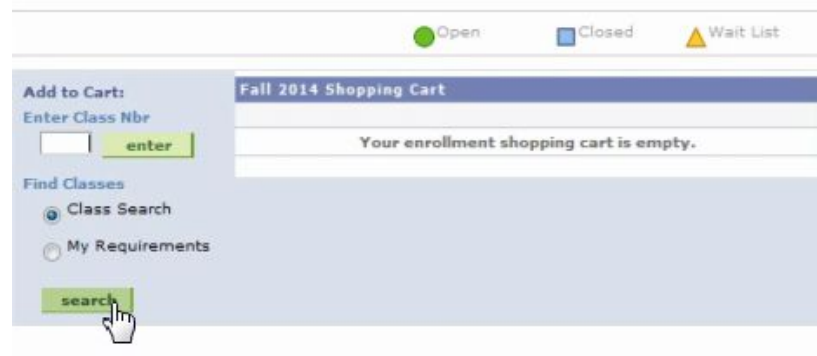 Open Closed Wait List
Add to Cart:
Enter Class Nbr
enter
Find Classes
Class Search
My Requirements
search
Fall 2014 Shopping Cart
Your enrollment shopping cart is empty.